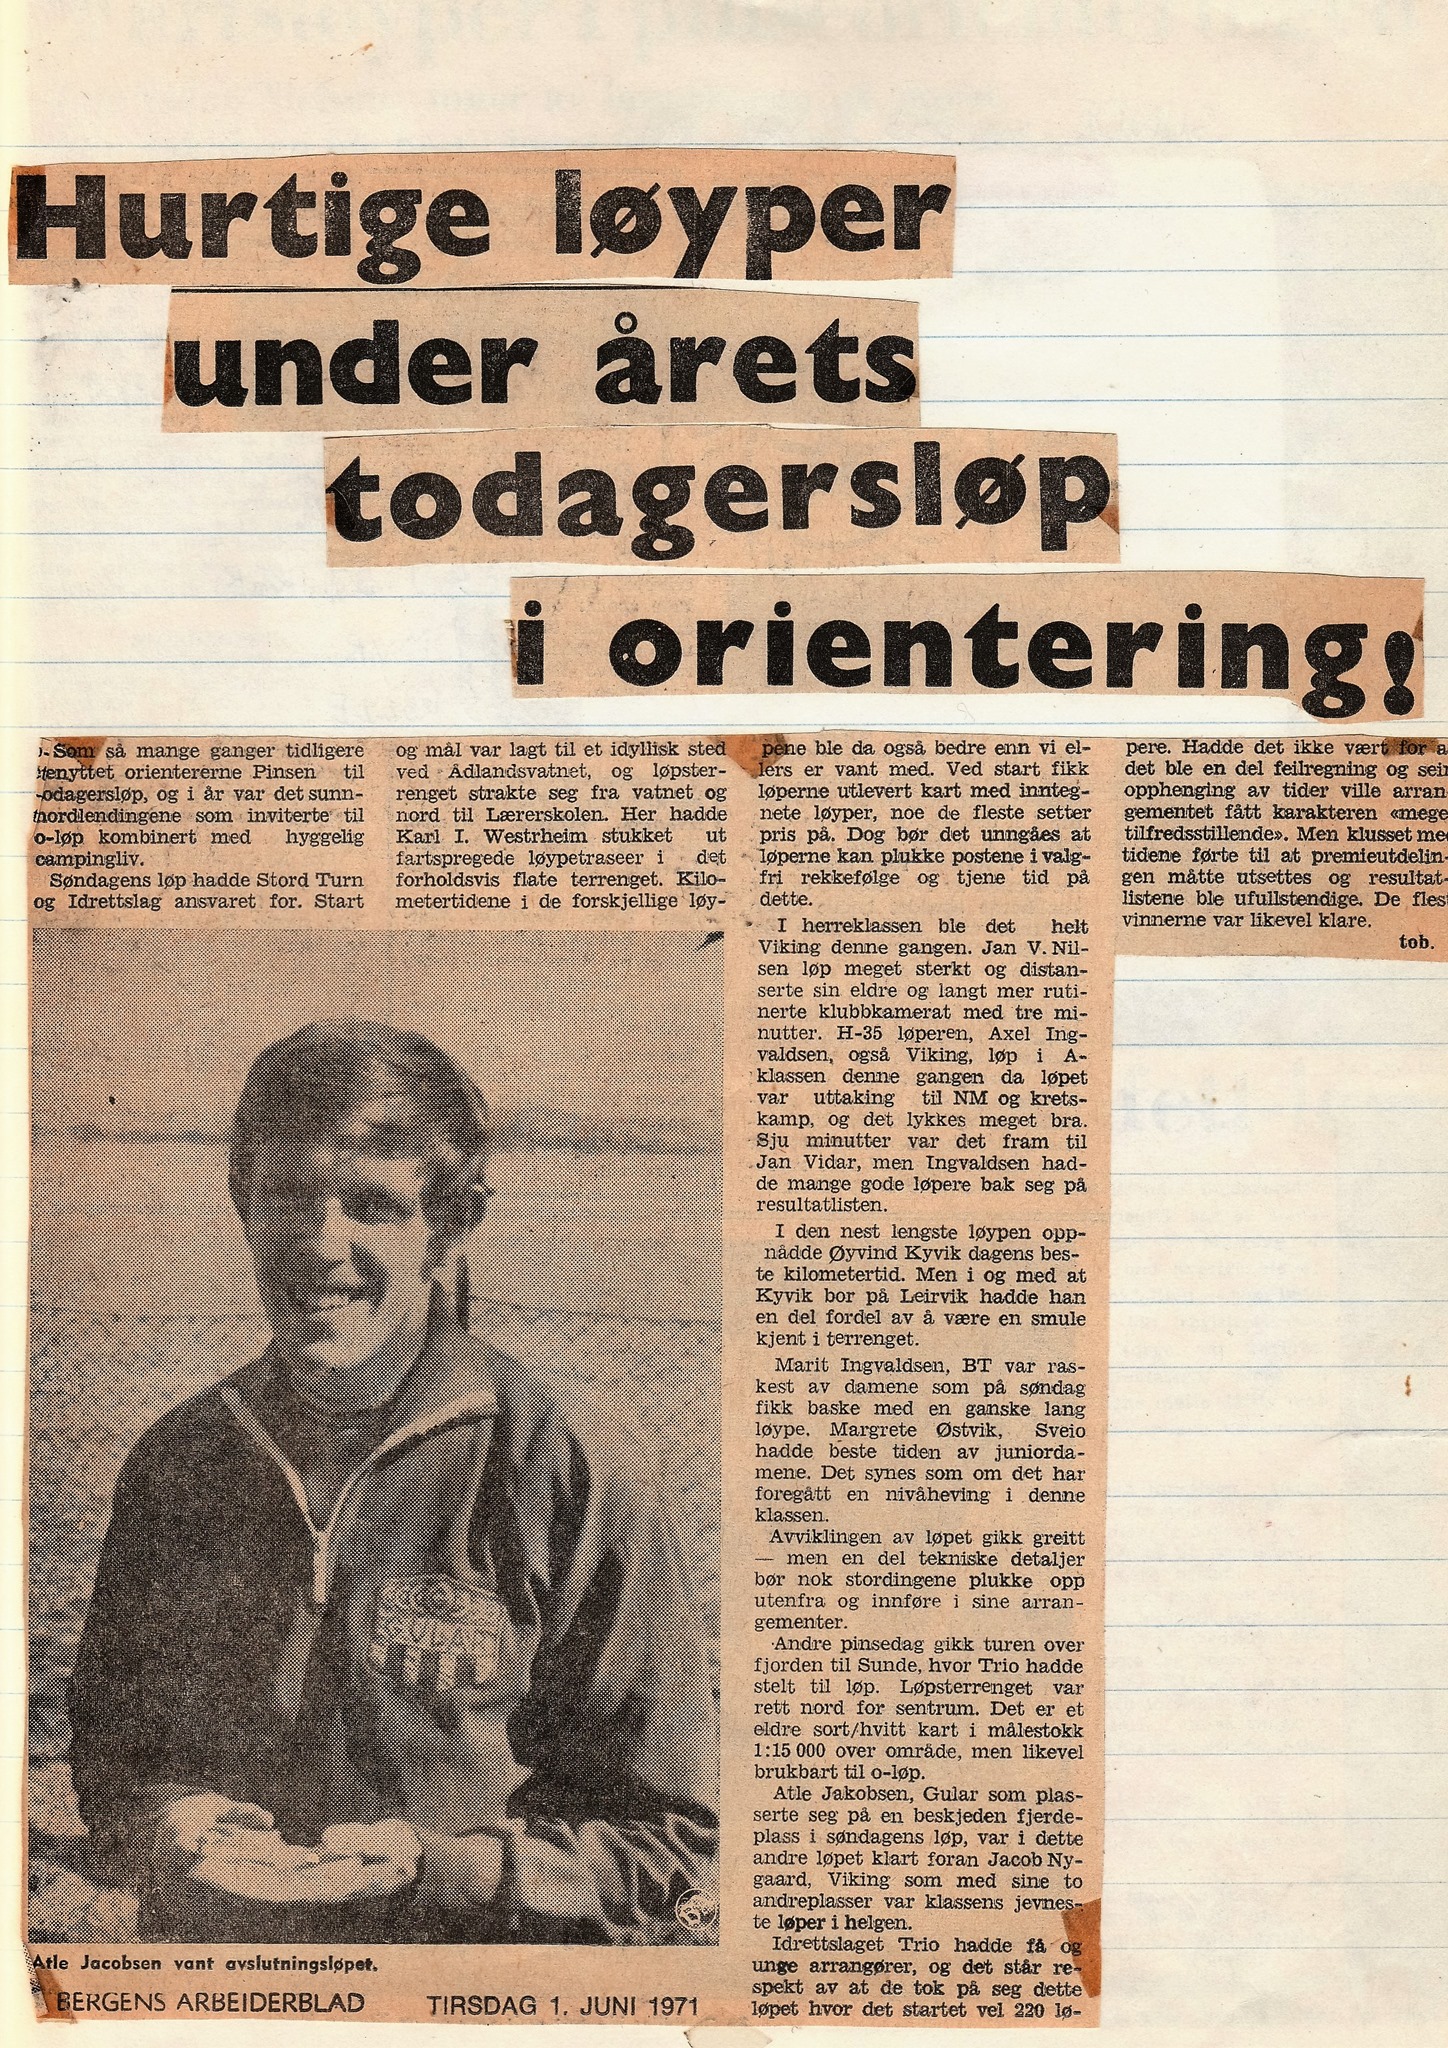 Hurtige løyper
under årets
todagersløp
i orientering!
Som så mange ganger tidligere
benyttet orientererne Pinsen til
todagersløp, og i år var det sunn-
nordlendingene som inviterte til
o-løp kombinert med hyggelig
campingliv.
Søndagens løp hadde Stord Turn
og Idrettslag ansvaret for. Start
og mål var lagt til et idyllisk sted
ved Ådlandsvatnet, og løpster-
renget strakte seg fra vatnet og
nord til Lærerskolen. Her hadde
Karl I. Westrheim stukket ut
fartspregede løypetraseer i det
forholdsvis flate terrenget. Kilo-
metertidene i de forskjellige løy-
pene ble da også bedre enn vi el-
lers er vant med. Ved start fikk
løperne utlevert kart med innteg-
nete løyper, noe de fleste setter
pris på. Dog bør det unngåes at
løperne kan plukke postene i valg-
fri rekkefølge og tjene tid på
dette.
I herreklassen ble det helt
Viking denne gangen. Jan V. Nil-
sen løp meget sterkt og distan-
serte sin eldre og langt mer ruti-
nerte klubbkamerat med tre mi-
nutter. H-35 løperen, Axel Ing-
valdsen, også Viking, løp i A-
klassen denne gangen da løpet
var uttaking til NM og krets-
kamp, og det lykkes meget bra.
Sju minutter var det fram til
Jan Vidar, men Ingvaldsen had-
de mange gode løpere bak seg på
resultatlisten.
I den nest lengste løypen opp-
nådde Øyvind Kyvik dagens bes-
te kilometertid. Men i og med at
Kyvik bor på Leirvik hadde han
en del fordel av å være en smule
kjent i terrenget.
Marit Ingvaldsen, BT var ras-
kest av damene som på søndag
fikk baske med en ganske lang
løype. Margrete Østvik, Sveio
hadde beste tiden av juniorda-
mene. Det synes som om det har
foregått en nivåheving i denne
klassen.
Avviklingen av løpet gikk greitt
— men en del tekniske detaljer
bør nok stordingene plukke opp
utenfra og innføre i sine arran-
gementer.
Andre pinsedag gikk turen over
fjorden til Sunde, hvor Trio hadde
stelt til løp. Løpsterrenget var
rett nord for sentrum. Det er et
eldre sort/hvitt kart i målestokk
1:15 000 over område, men likevel
brukbart til o-løp.
Atle Jakobsen, Gular som plas-
serte seg på en beskjeden fjerde-
plass i søndagens løp, var i dette
andre løpet klart foran Jacob Ny-
gaard, Viking som med sine to
andreplasser var klassens jevnes-
te løper i helgen.
Idrettslaget Trio hadde få og
unge arrangører, og det står re-
spekt av at de tok på seg dette
løpet hvor det startet vel 220 lø-
pere. Hadde det ikke vært for a
det ble en del feilregning og sein
opphenging av tider ville arran-
gementet fått karakteren «mege
tilfredsstillende». Men klusset med
tidene førte til at premieutdelin-
gen måtte utsettes og resultat-
listene ble ufullstendige. De flest
vinnerne var likevel klare.
tob.
Atle Jacobsen vant avslutningsløpet.
BERGENS ARBEIDERBLAD TIRSDAG 1. JUNI 1971